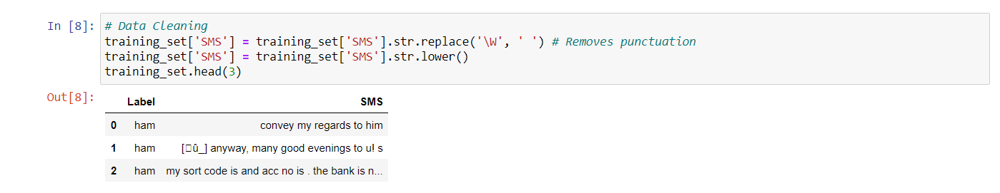 In [8]: # Data Cleaning
training_set['SMS'] = training_set['SMS'].str.replace('\W', ' ') # Removes punctuation
training_set['SMS'] = training_set['SMS'].str.lower()
training_set.head(3)
Out[8]:
Label SMS
0 ham convey my regards to him
1 ham [□û_] anyway, many good evenings to u! s
2 ham my sort code is and acc no is . the bank is n...